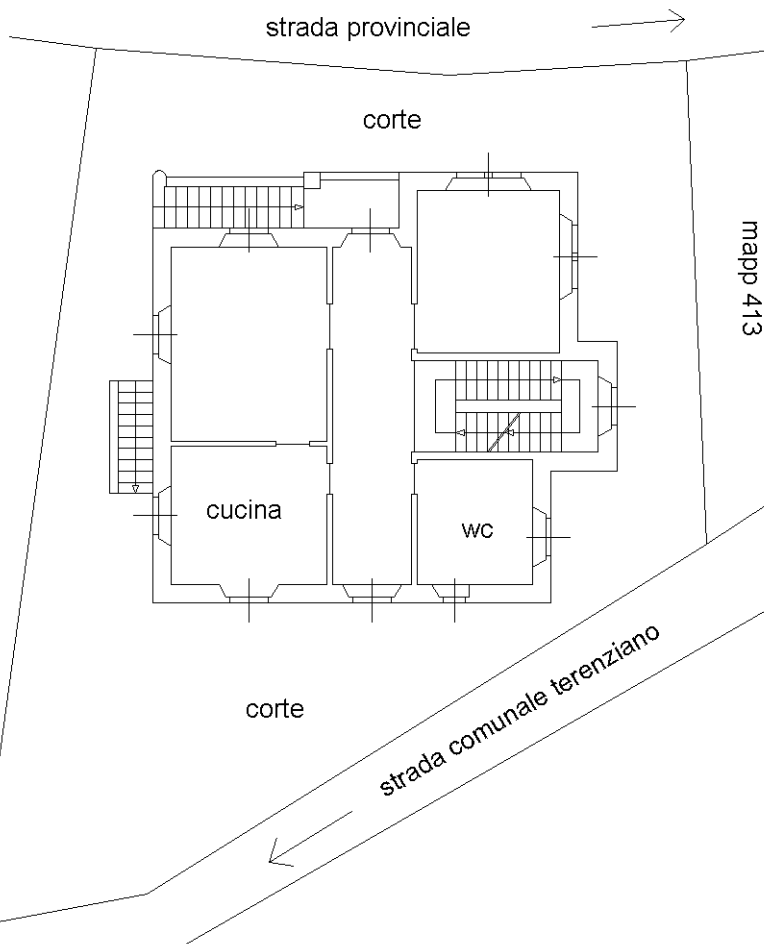 strada provinciale
corte
mapp 413
cucina
wc
strada comunale terenziano
corte